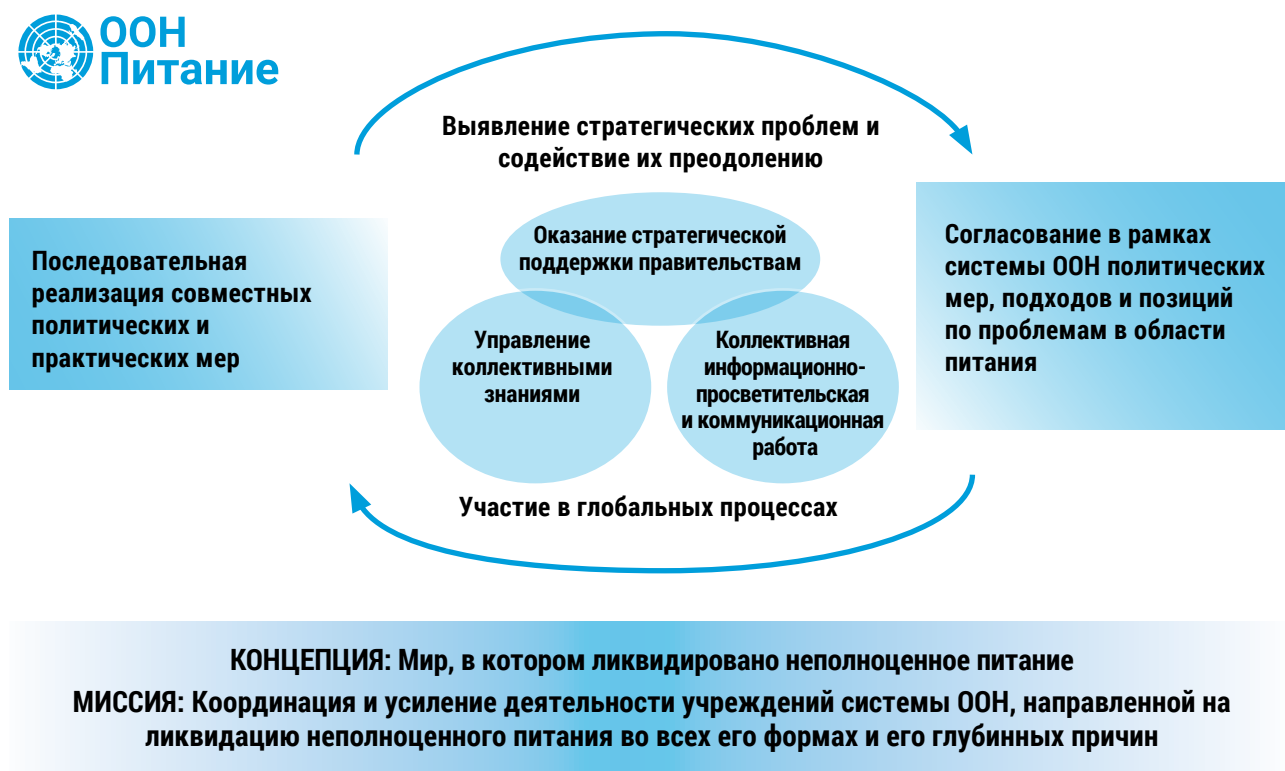 ООН
Питание
Выявление стратегических проблем и
содействие их преодолению
Последовательная
реализация совместных
политических и
практических мер
Оказание стратегической
поддержки правительствам
Управление
коллективными
знаниями
Коллективная
информационно-
просветительская
и коммуникационная
работа
Согласование в рамках
системы ООН политических
мер, подходов и позиций
по проблемам в области
питания
Участие в глобальных процессах
КОНЦЕПЦИЯ: Мир, в котором ликвидировано неполноценное питание
МИССИЯ: Координация и усиление деятельности учреждений системы ООН, направленной на
ликвидацию неполноценного питания во всех его формах и его глубинных причин